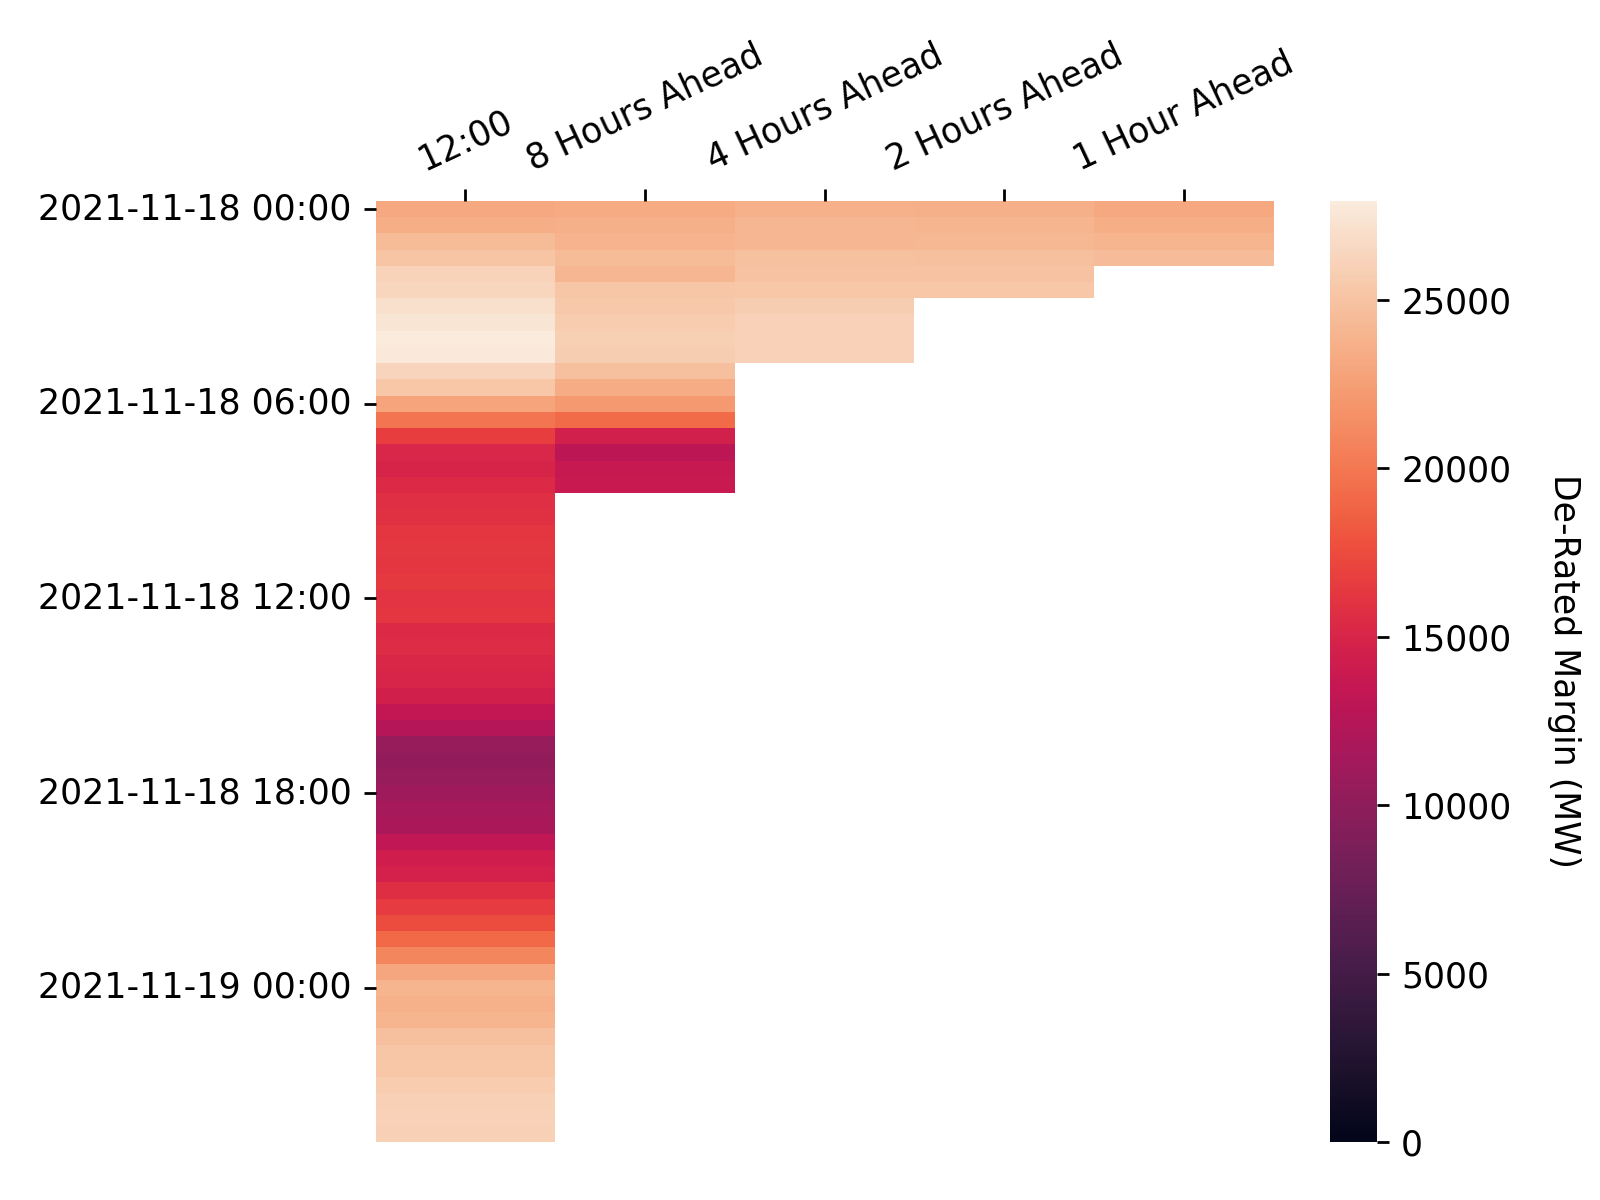 12:00
8 Hours Ahead
4 Hours Ahead
2 Hours Ahead
1 Hour Ahead
2021-11-18 00:00
2021-11-18 06:00
2021-11-18 12:00
2021-11-18 18:00
2021-11-19 00:00
25000
20000
15000
10000
5000
0
De-Rated Margin (MW)